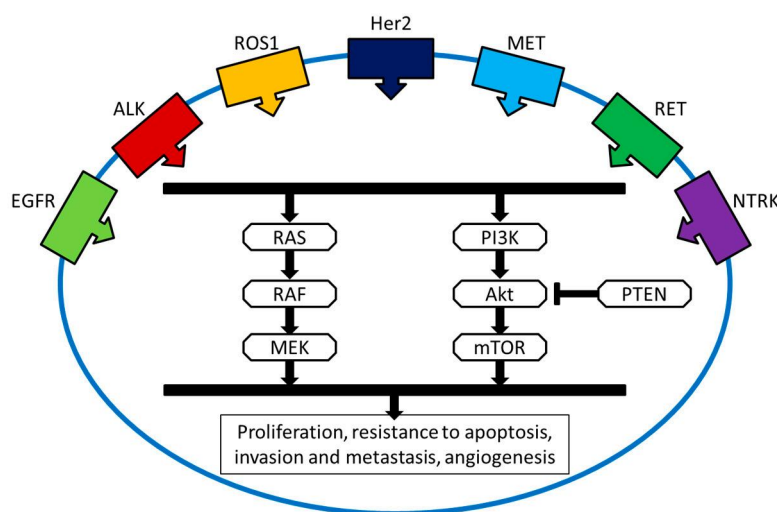 Her2
ROS1
MET
ALK
RET
EGFR
NTRK
RAS
PI3K
RAF
Akt
PTEN
MEK
mTOR
Proliferation, resistance to apoptosis,
invasion and metastasis, angiogenesis